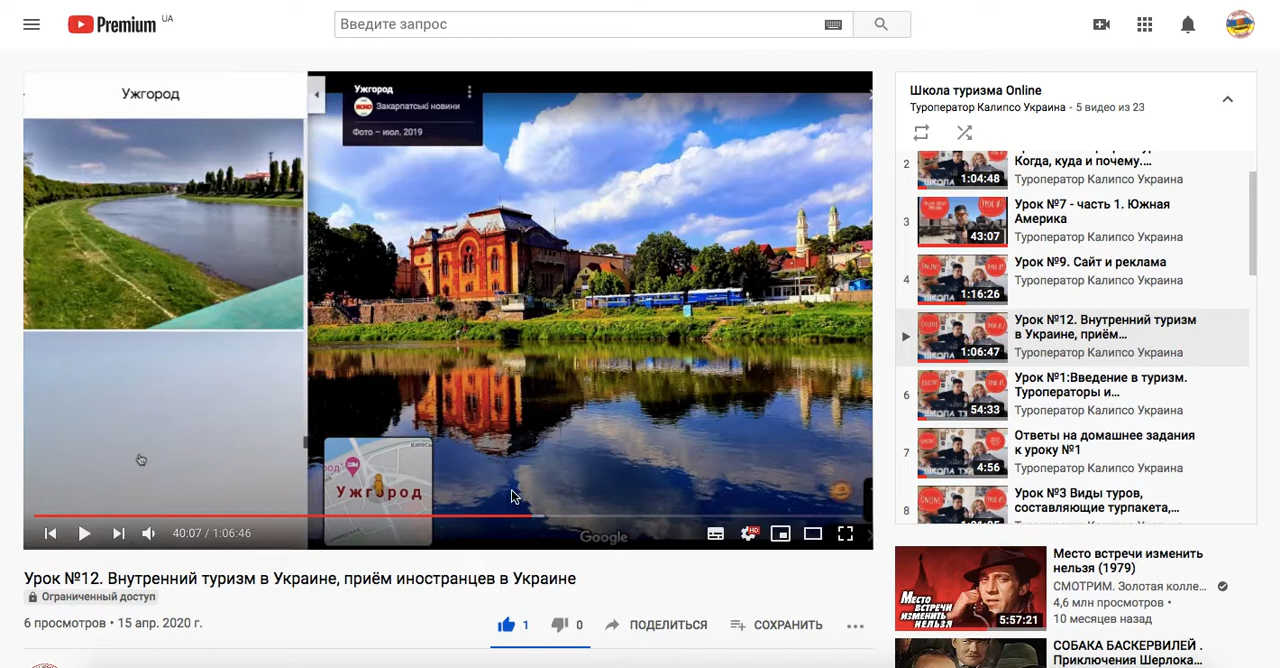 Premium UA
Введите запрос
Ужгород
Ужгород
Закарпатські новини
Фото – июл. 2019
Ужгород
Google
40:07 / 1:06:46
HD
Урок №12. Внутренний туризм в Украине, приём иностранцев в Украине
Ограниченный доступ
6 просмотров • 15 апр. 2020 г.
1
0
ПОДЕЛИТЬСЯ
СОХРАНИТЬ
Школа туризма Online
Туроператор Калипсо Украина - 5 видео из 23
2
1:04:48
Когда, куда и почему....
Туроператор Калипсо Украина
3
43:07
Урок №7 - часть 1. Южная
Америка
Туроператор Калипсо Украина
4
1:16:26
Урок №9. Сайт и реклама
Туроператор Калипсо Украина
1:06:47
Урок №12. Внутренний туризм
в Украине, приём...
Туроператор Калипсо Украина
6
54:33
Урок №1:Введение в туризм.
Туроператоры и...
Туроператор Калипсо Украина
7
4:56
Ответы на домашнее задания
к уроку №1
Туроператор Калипсо Украина
8
Урок №3 Виды туров,
составляющие турпакета,...
МЕСТО
ВСТРЕЧИ
ИЗМЕНИТЬ
НЕЛЬЗЯ
5:57:21
Место встречи изменить
нельзя (1979)
СМОТРИМ. Золотая колле...
4,6 млн просмотров •
10 месяцев назад
СОБАКА БАСКЕРВИЛЕЙ .
Приключения Шерлока...